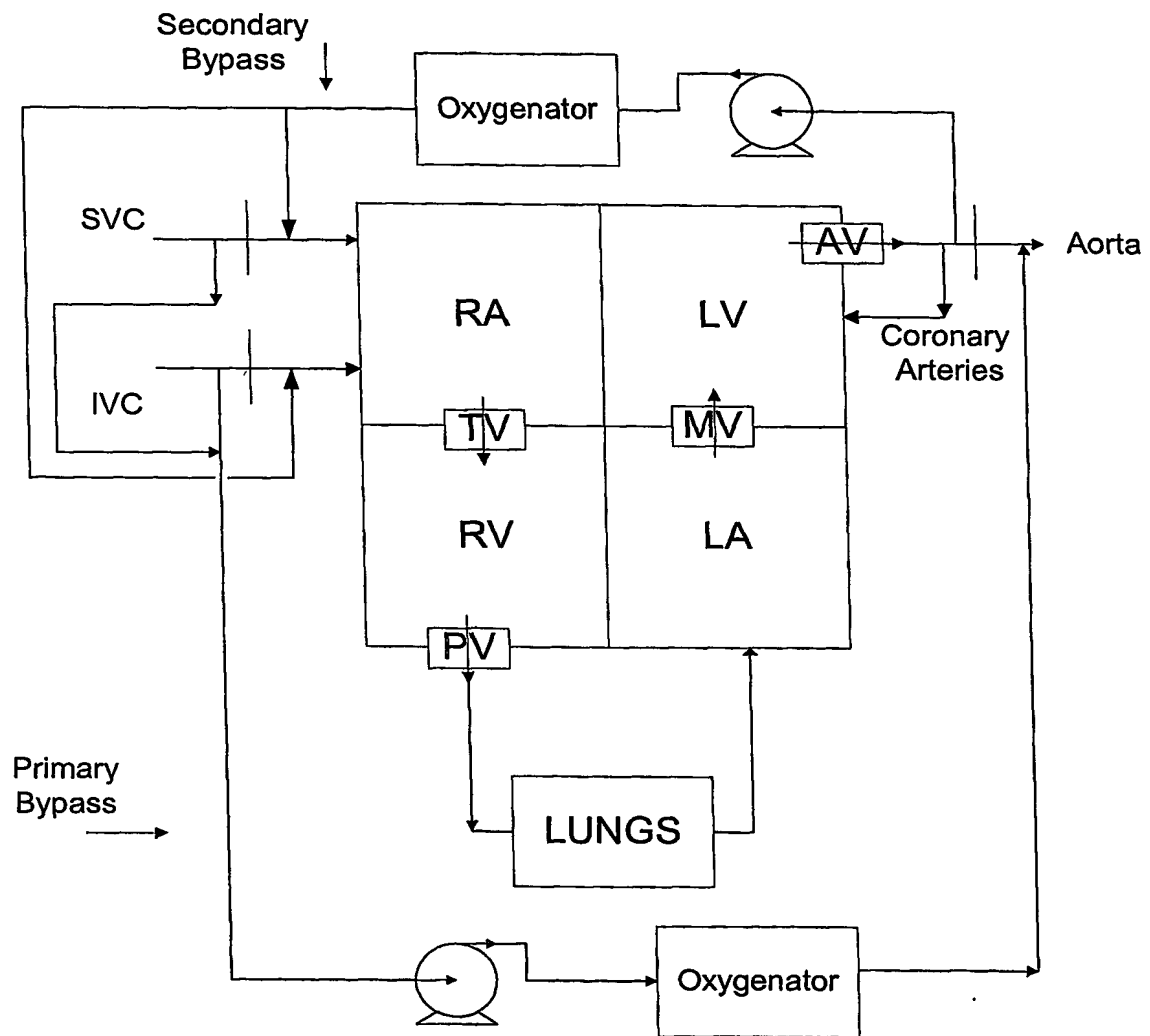 Secondary
Bypass
Oxygenator
SVC
AV
Aorta
RA
LV
Coronary
Arteries
IVC
TV
MV
RV
LA
PV
Primary
Bypass
LUNGS
Oxygenator